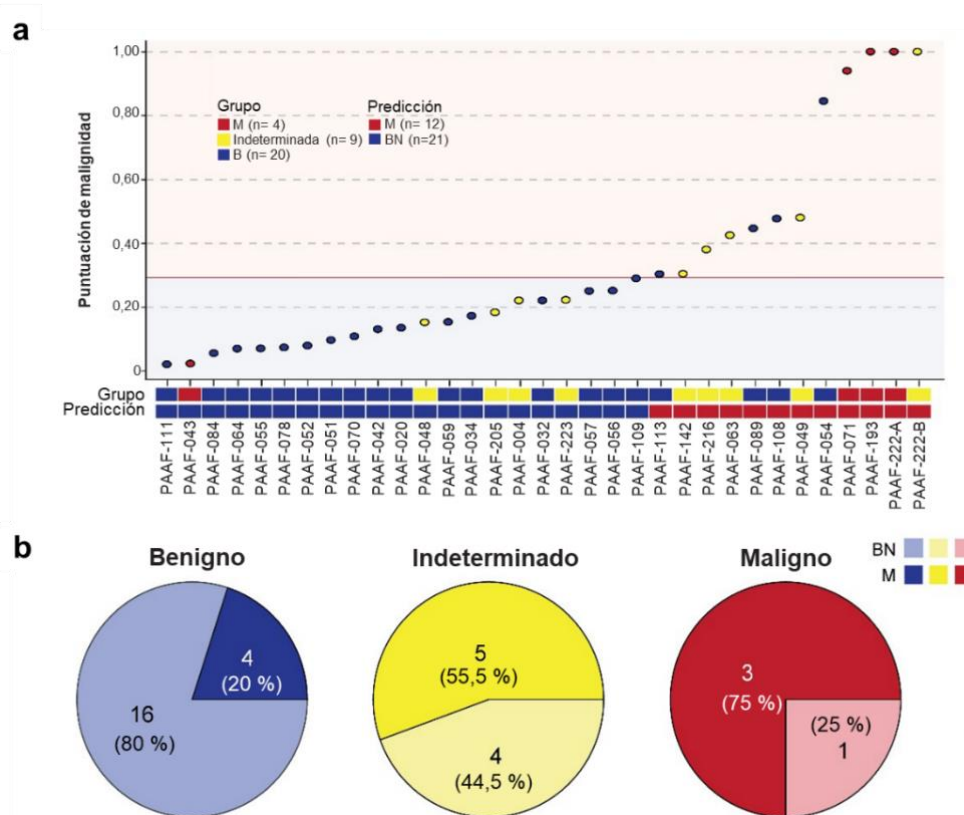 a
Puntuación de malignidad
1,00
0,80
0,60
0,40
0,20
0
Grupo
M (n= 4)
Indeterminada (n= 9)
B (n= 20)
Predicción
M (n= 12)
BN (n=21)
Grupo
Predicción
PAAF-111
PAAF-043
PAAF-084
PAAF-064
PAAF-055
PAAF-078
PAAF-052
PAAF-051
PAAF-070
PAAF-042
PAAF-020
PAAF-048
PAAF-059
PAAF-034
PAAF-205
PAAF-004
PAAF-032
PAAF-223
PAAF-057
PAAF-056
PAAF-109
PAAF-113
PAAF-142
PAAF-216
PAAF-063
PAAF-089
PAAF-108
PAAF-049
PAAF-054
PAAF-071
PAAF-193
PAAF-222-A
PAAF-222-B
b
Benigno
4
(20 %)
16
(80 %)
Indeterminado
5
(55,5 %)
4
(44,5 %)
Maligno
3
(75 %)
(25 %)
1
BN
M